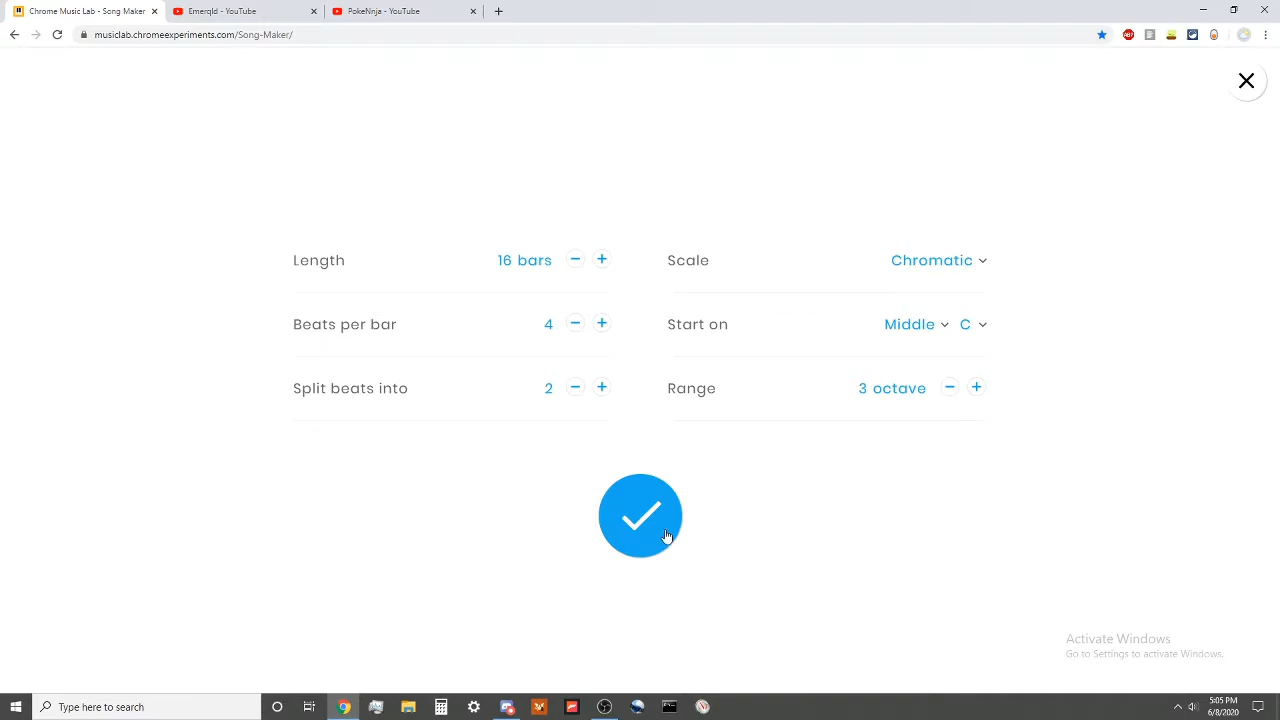 Chrome Music Lab - Song Maker
Emerqld - YouTube
PokeNnja - YouTube
musiclab.chromeexperiments.com/Song-Maker/
Length 16 bars − +
Scale Chromatic
Beats per bar 4 − +
Start on Middle C
Split beats into 2 − +
Range 3 octave − +
Activate Windows
Go to Settings to activate Windows.
Type here to search
5:05 PM
6/8/2020